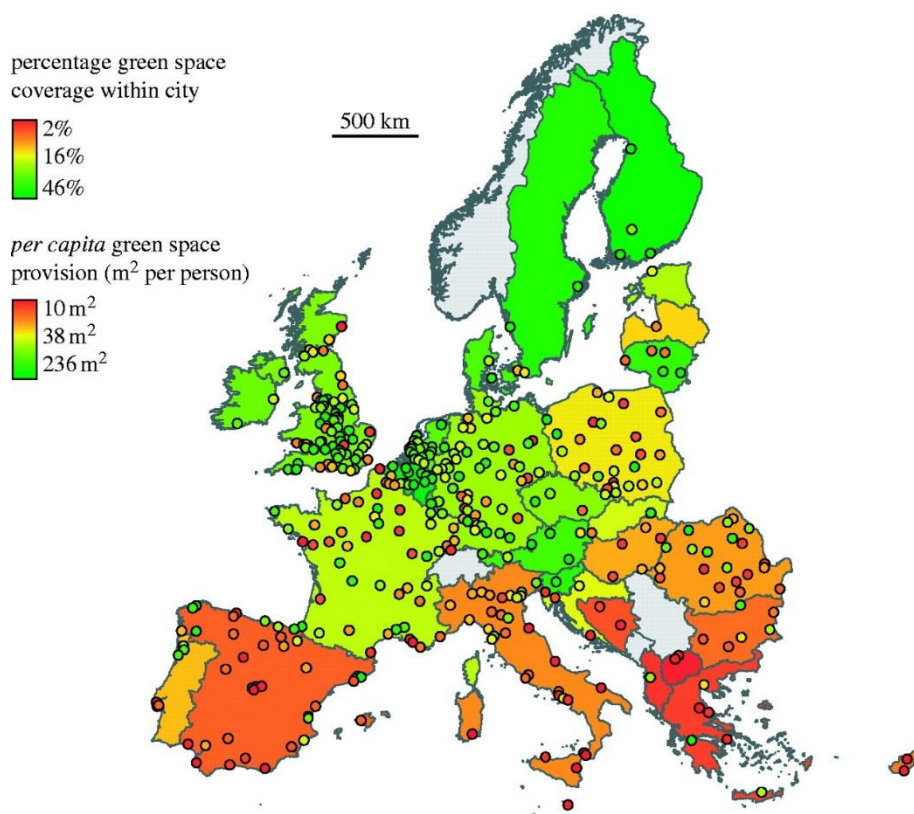 percentage green space
coverage within city
2%
16%
46%
500 km
per capita green space
provision (m² per person)
10 m²
38 m²
236 m²